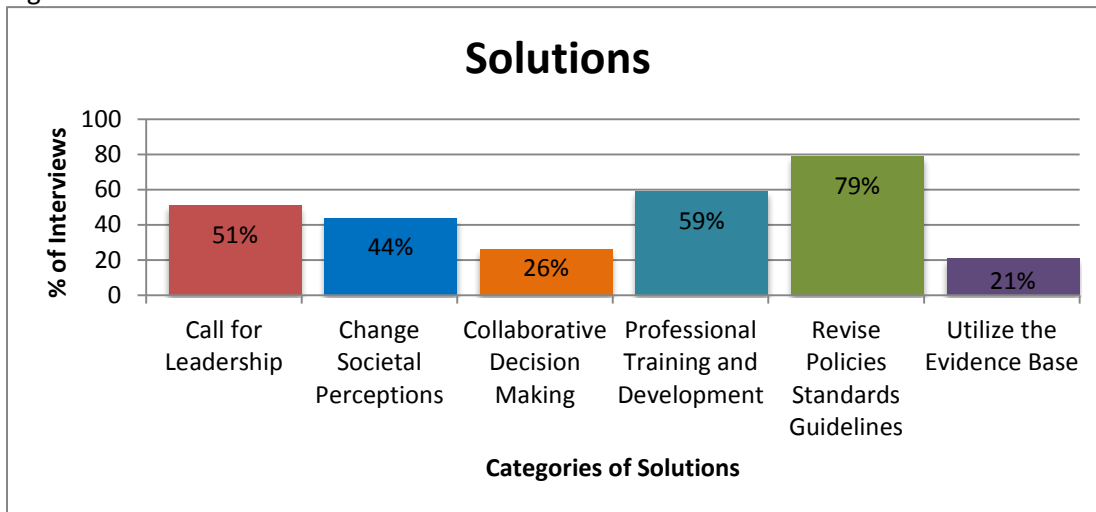 Solutions
% of Interviews
100
80
60
40
20
0
51%
44%
26%
59%
79%
21%
Call for
Leadership
Change
Societal
Perceptions
Collaborative
Decision
Making
Professional
Training and
Development
Revise
Policies
Standards
Guidelines
Utilize the
Evidence Base
Categories of Solutions